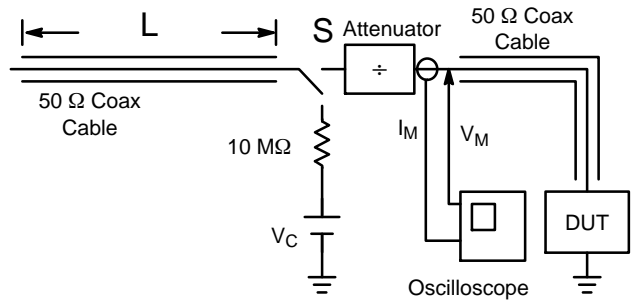 L
S
Attenuator
÷
50 Ω Coax
Cable
50 Ω Coax
Cable
10 MΩ
V_C
I_M
V_M
DUT
Oscilloscope